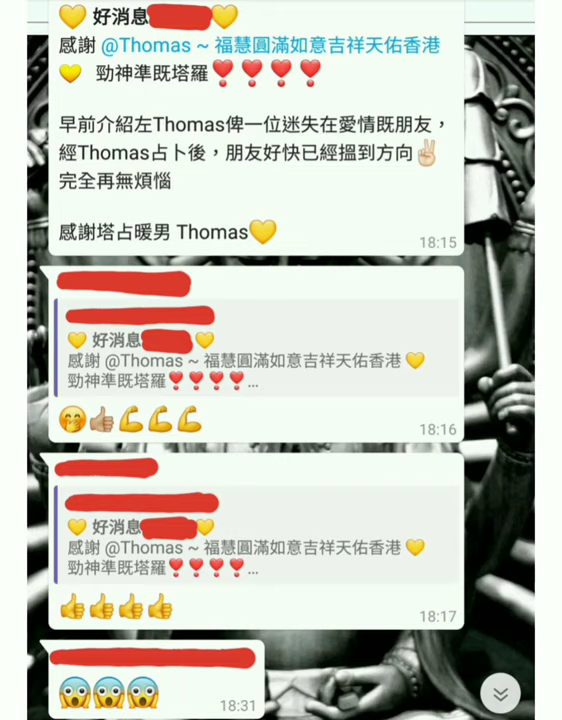 💛 好消息 💛
感謝 @Thomas ~ 福慧圓滿如意吉祥天佑香港
💛 勁神準既塔羅❣️❣️❣️❣️
早前介紹左Thomas俾一位迷失在愛情既朋友，
經Thomas占卜後，朋友好快已經搵到方向✌🏻
完全再無煩惱
感謝塔占暖男 Thomas💛
18:15
💛 好消息 💛
感謝 @Thomas ~ 福慧圓滿如意吉祥天佑香港 💛
勁神準既塔羅❣️❣️❣️❣️...
🤭👍🏽💪💪💪
18:16
💛 好消息 💛
感謝 @Thomas ~ 福慧圓滿如意吉祥天佑香港 💛
勁神準既塔羅❣️❣️❣️❣️...
👍👍👍👍
18:17
😱😱😱
18:31